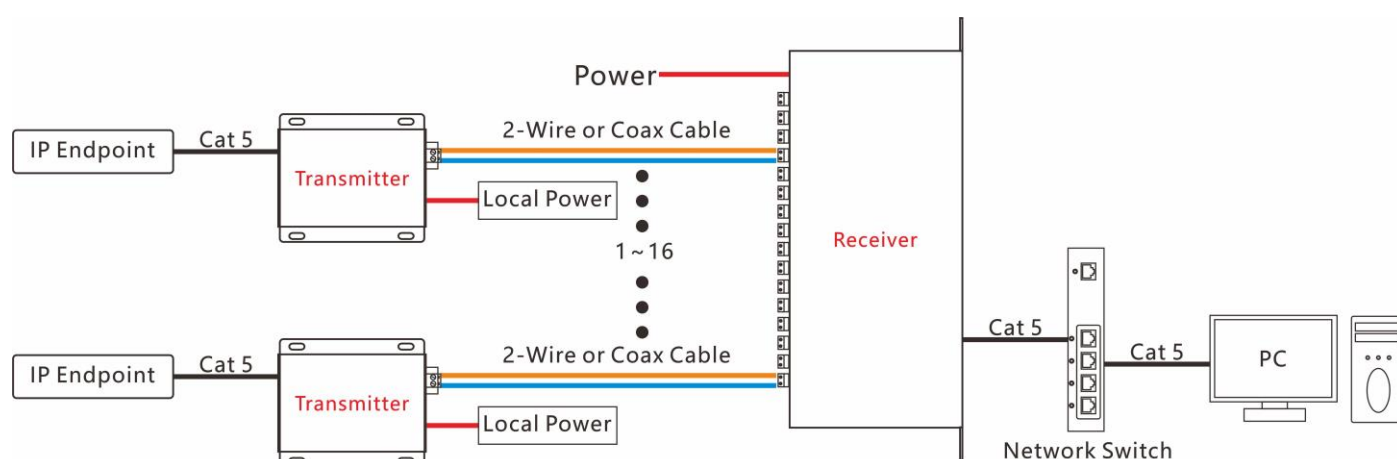 Power
2-Wire or Coax Cable
Cat 5
IP Endpoint
Transmitter
Local Power
1~16
Receiver
2-Wire or Coax Cable
Cat 5
IP Endpoint
Transmitter
Local Power
Cat 5
Cat 5
PC
Network Switch